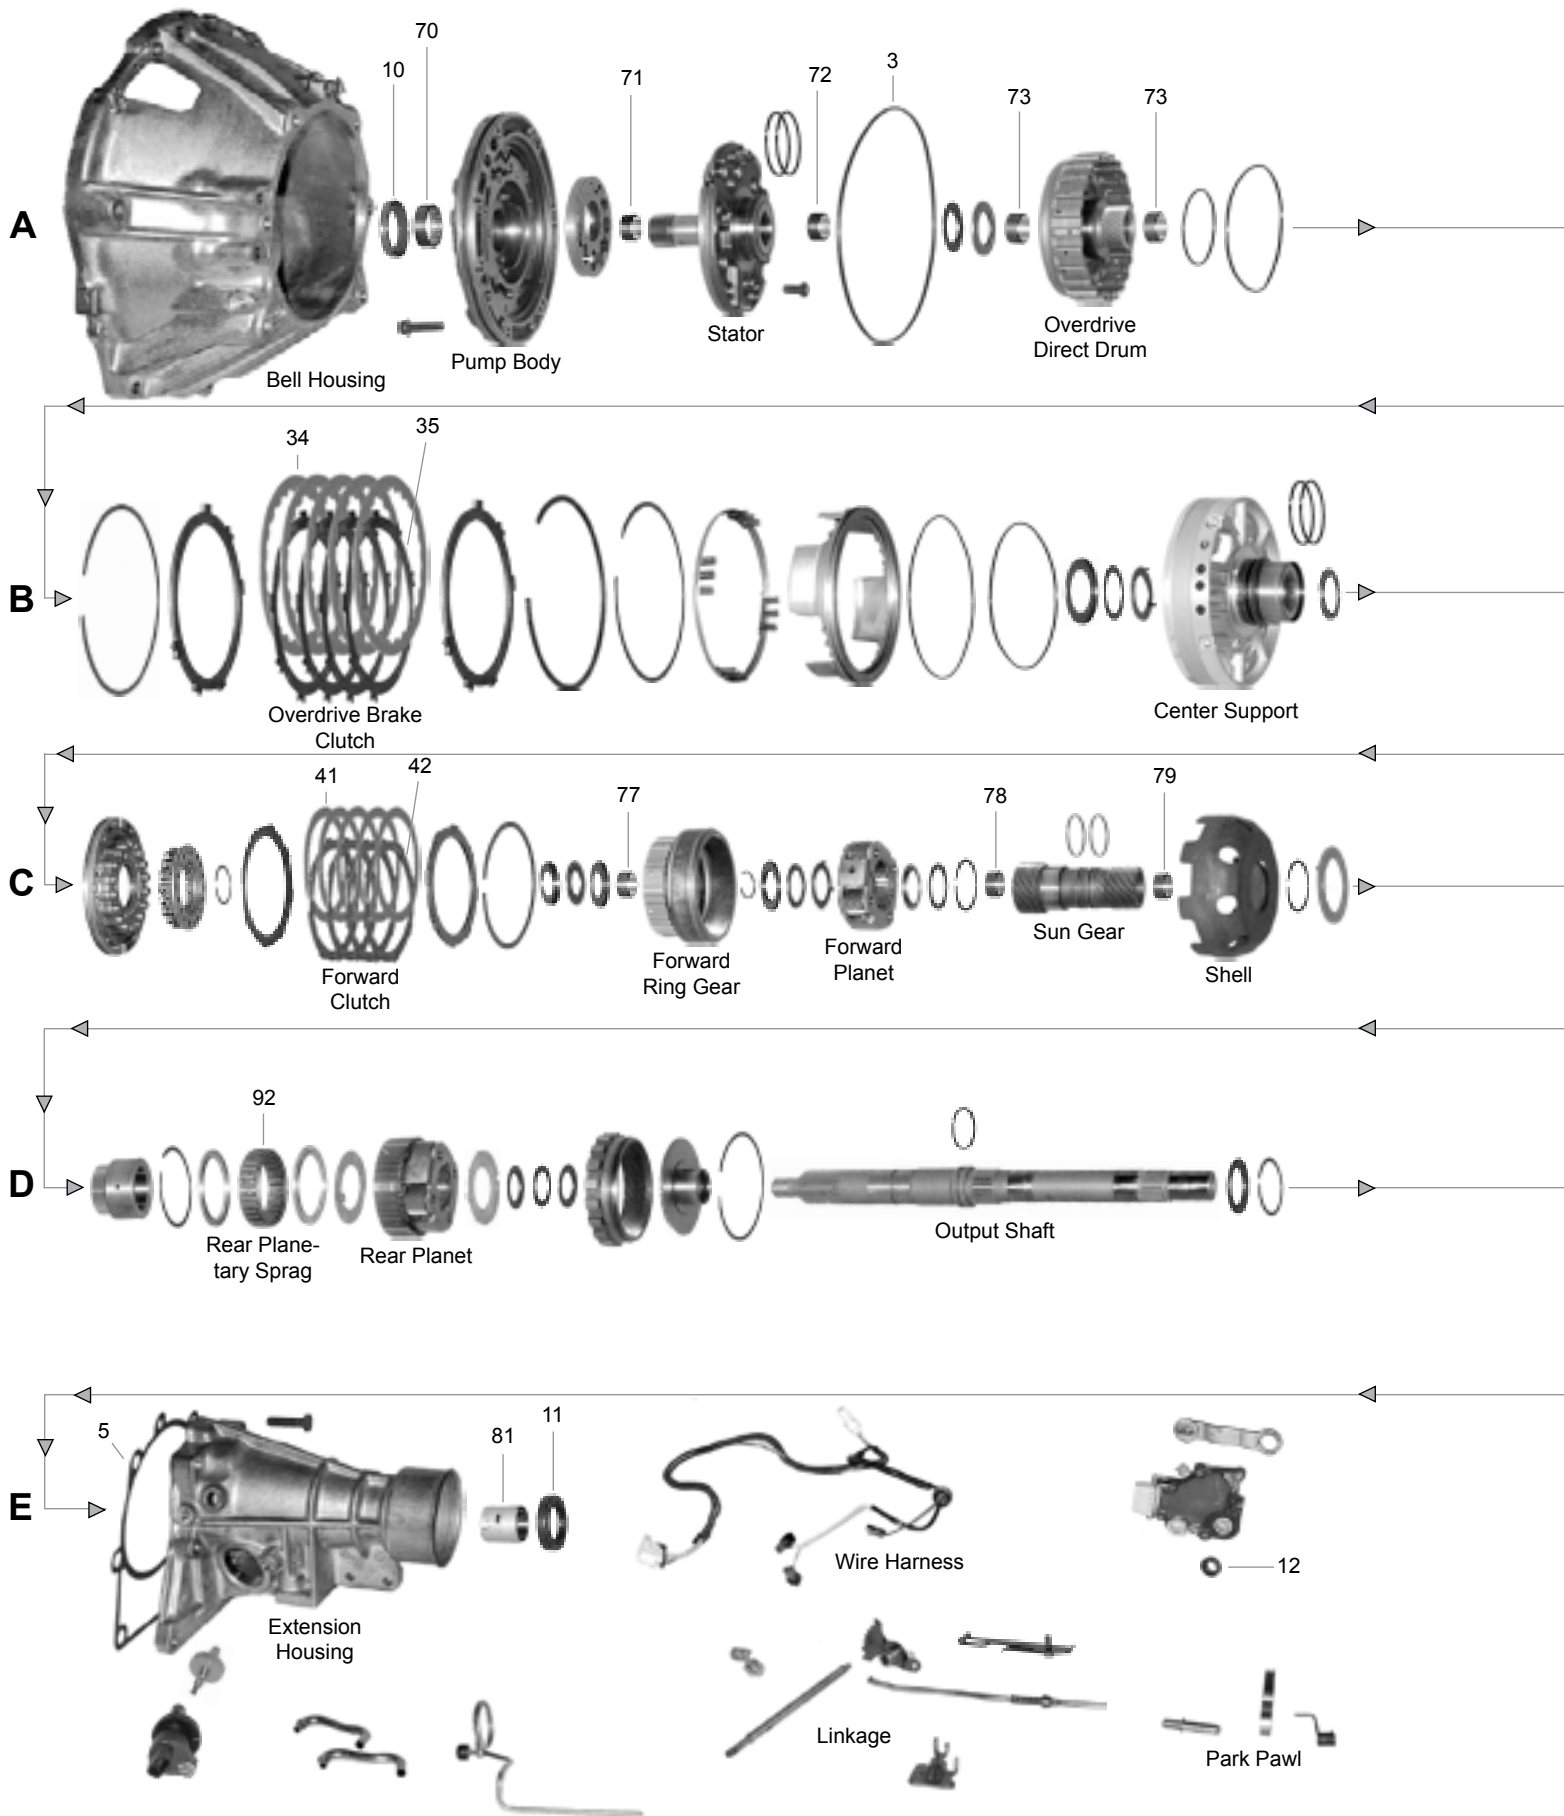 70
10
3
71
72
73
73
A
Stator
Overdrive
Direct Drum
Pump Body
Bell Housing
34
35
B
Overdrive Brake
Clutch
Center Support
41
42
77
78
79
C
Forward
Clutch
Forward
Ring Gear
Forward
Planet
Sun Gear
Shell
92
D
Rear Plane-
tary Sprag
Rear Planet
Output Shaft
5
81
11
E
Wire Harness
12
Extension
Housing
Linkage
Park Pawl